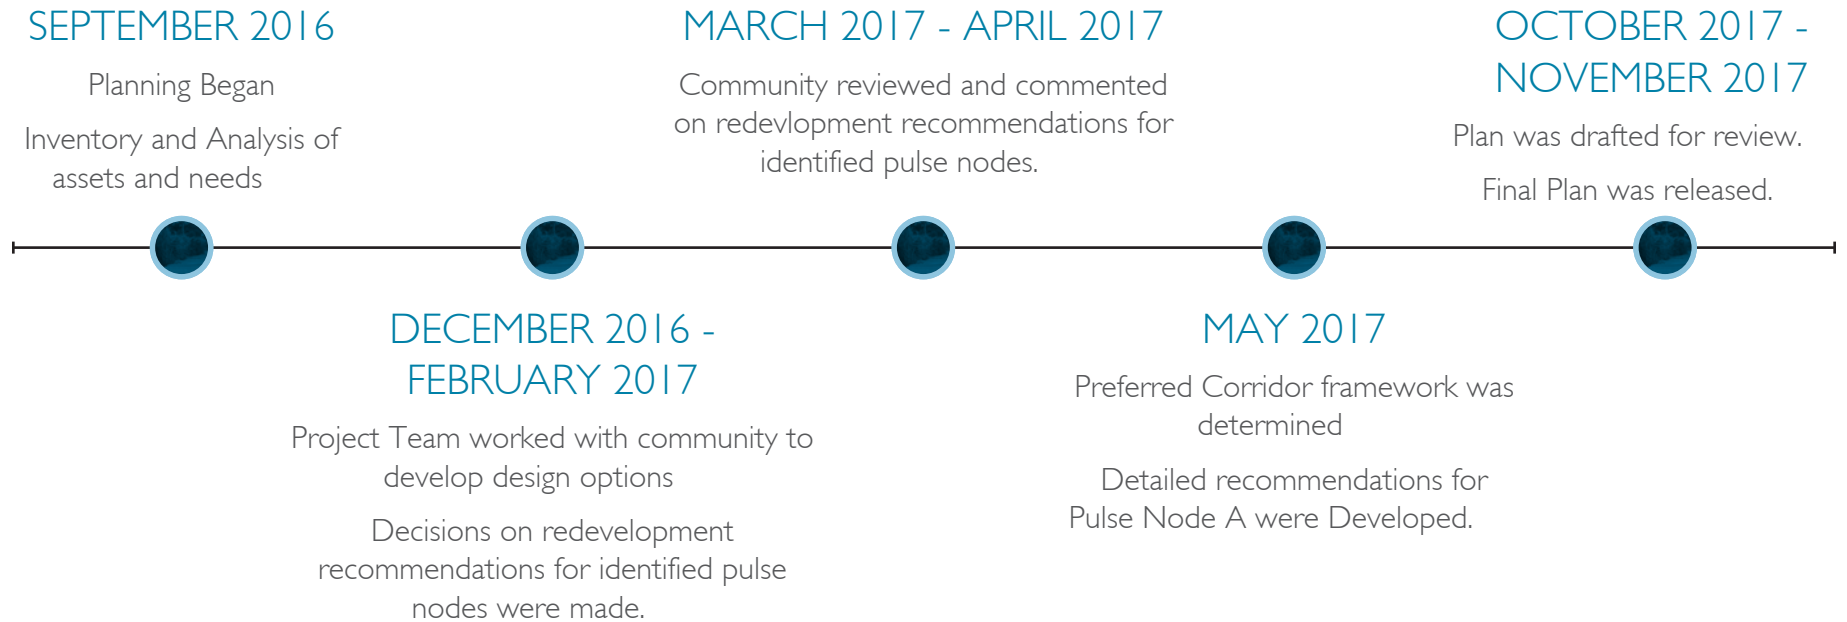 SEPTEMBER 2016
Planning Began
Inventory and Analysis of
assets and needs
DECEMBER 2016 -
FEBRUARY 2017
Project Team worked with community to
develop design options
Decisions on redevelopment
recommendations for identified pulse
nodes were made.
MARCH 2017 - APRIL 2017
Community reviewed and commented
on redevlopment recommendations for
identified pulse nodes.
MAY 2017
Preferred Corridor framework was
determined
Detailed recommendations for
Pulse Node A were Developed.
OCTOBER 2017 -
NOVEMBER 2017
Plan was drafted for review.
Final Plan was released.